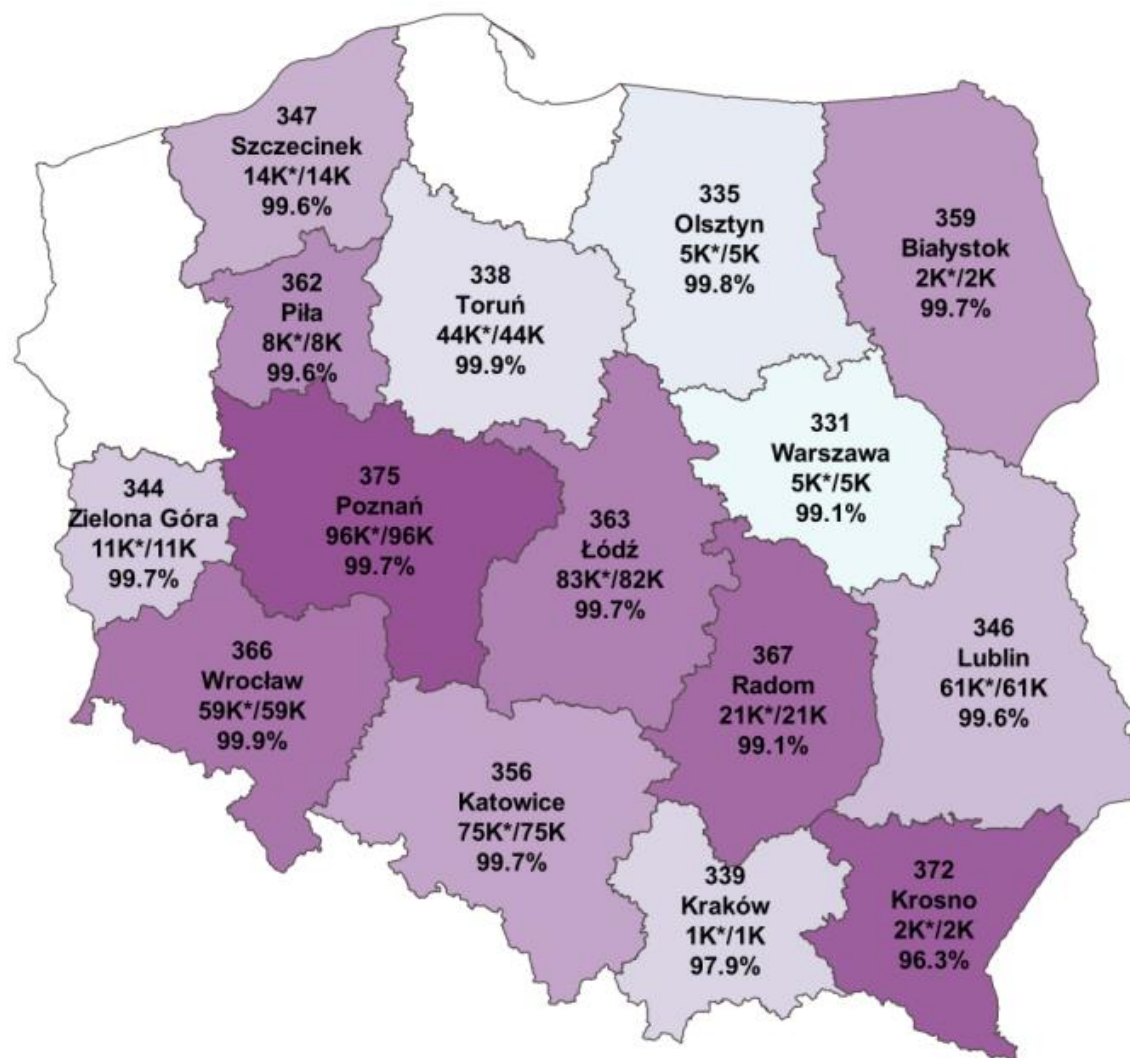 347
Szczecinek
14K*/14K
99.6%
335
Olsztyn
5K*/5K
99.8%
359
Białystok
2K*/2K
99.7%
362
Piła
8K*/8K
99.6%
338
Toruń
44K*/44K
99.9%
331
Warszawa
5K*/5K
99.1%
344
Zielona Góra
11K*/11K
99.7%
375
Poznań
96K*/96K
99.7%
363
Łódź
83K*/82K
99.7%
366
Wrocław
59K*/59K
99.9%
367
Radom
21K*/21K
99.1%
346
Lublin
61K*/61K
99.6%
356
Katowice
75K*/75K
99.7%
339
Kraków
1K*/1K
97.9%
372
Krosno
2K*/2K
96.3%